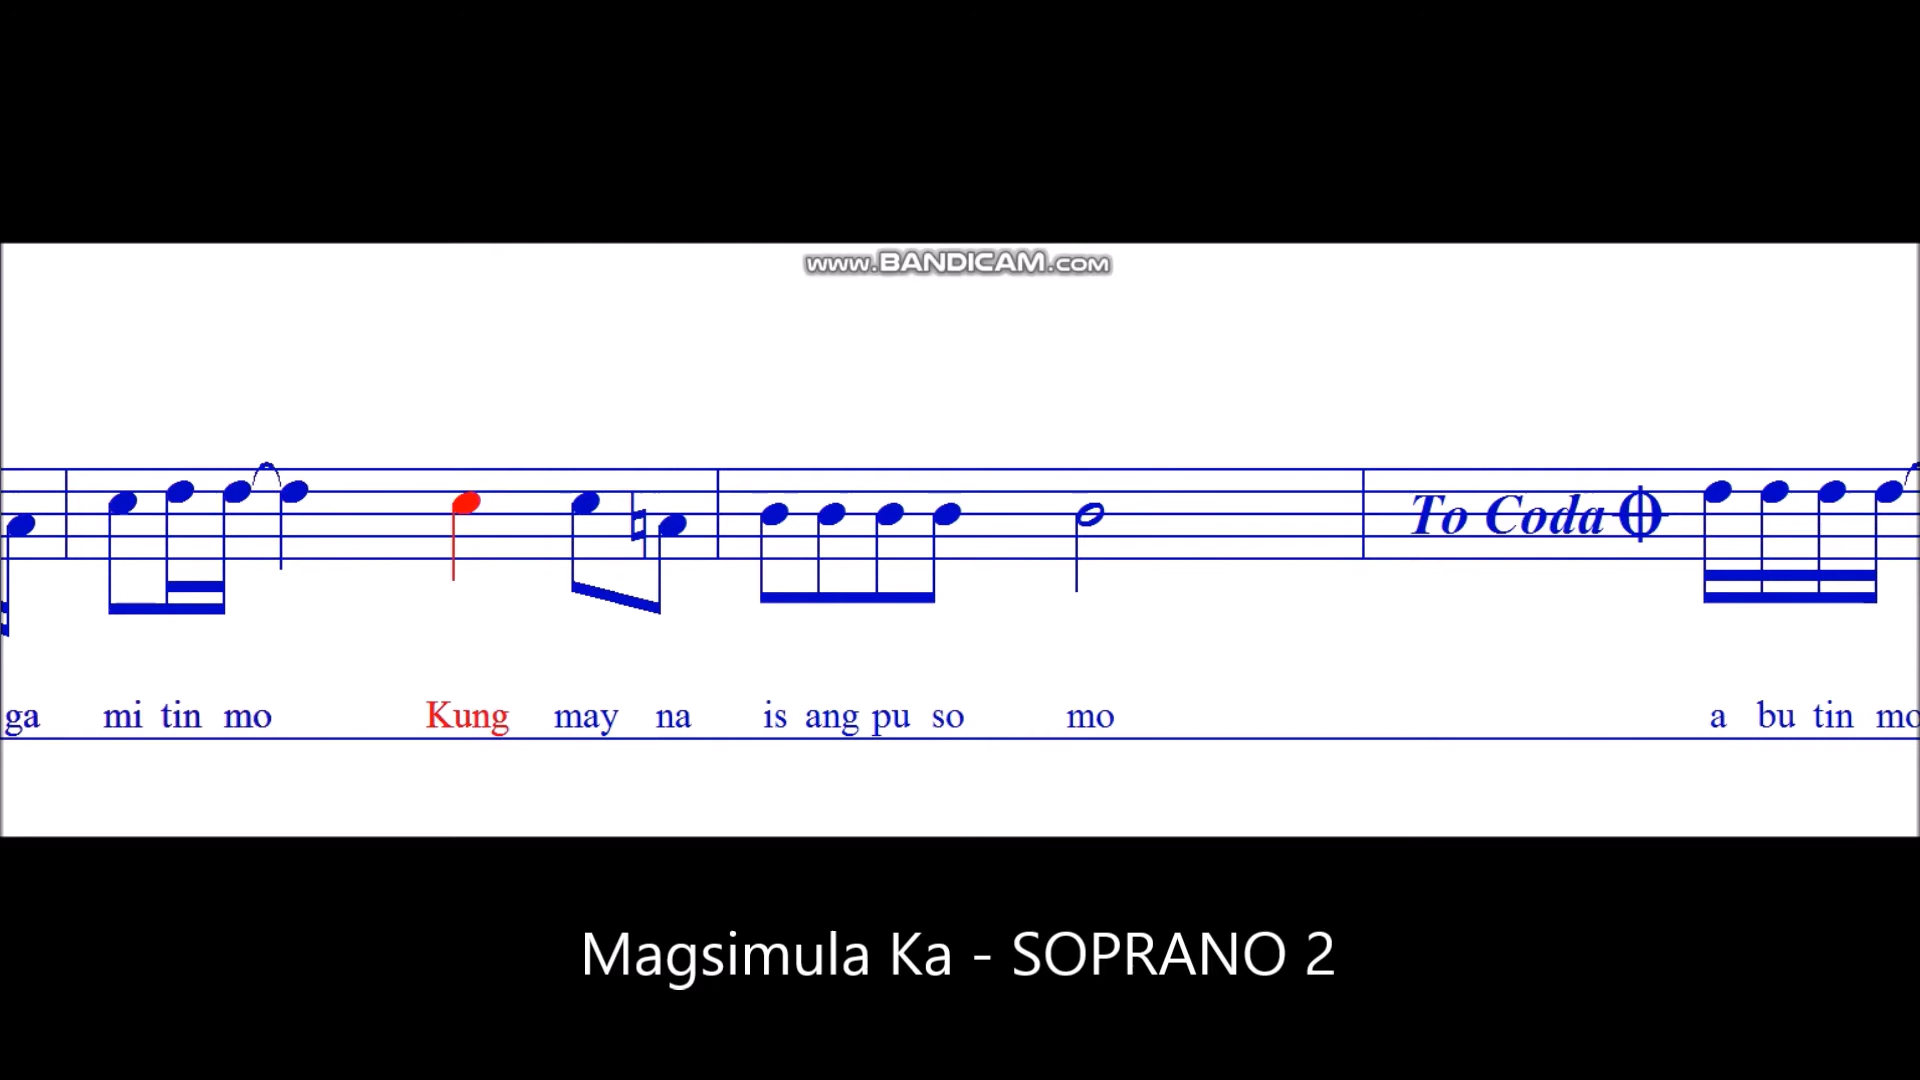 www.BANDICAM.com
To Coda
ga mi tin mo Kung may na is ang pu so mo a bu tin mo
Magsimula Ka - SOPRANO 2